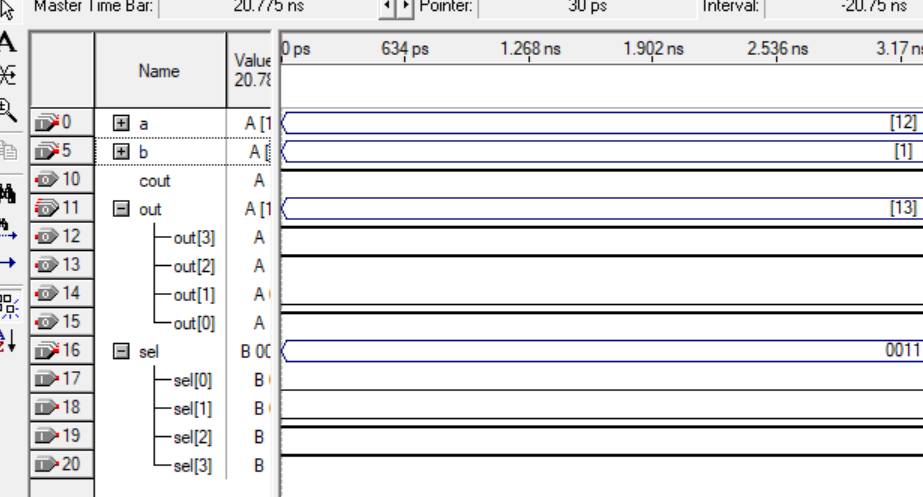 Master Time Bar: 20.775 ns Pointer: 30 ps Interval: -20.75 ns
Name Value 20.78 0 ps 634 ps 1.268 ns 1.902 ns 2.536 ns 3.17 ns
0 a A [1 [12]
5 b A [ [1]
10 cout A
11 out A [1 [13]
12 out[3] A
13 out[2] A
14 out[1] A
15 out[0] A
16 sel B 00 0011
17 sel[0] B
18 sel[1] B
19 sel[2] B
20 sel[3] B